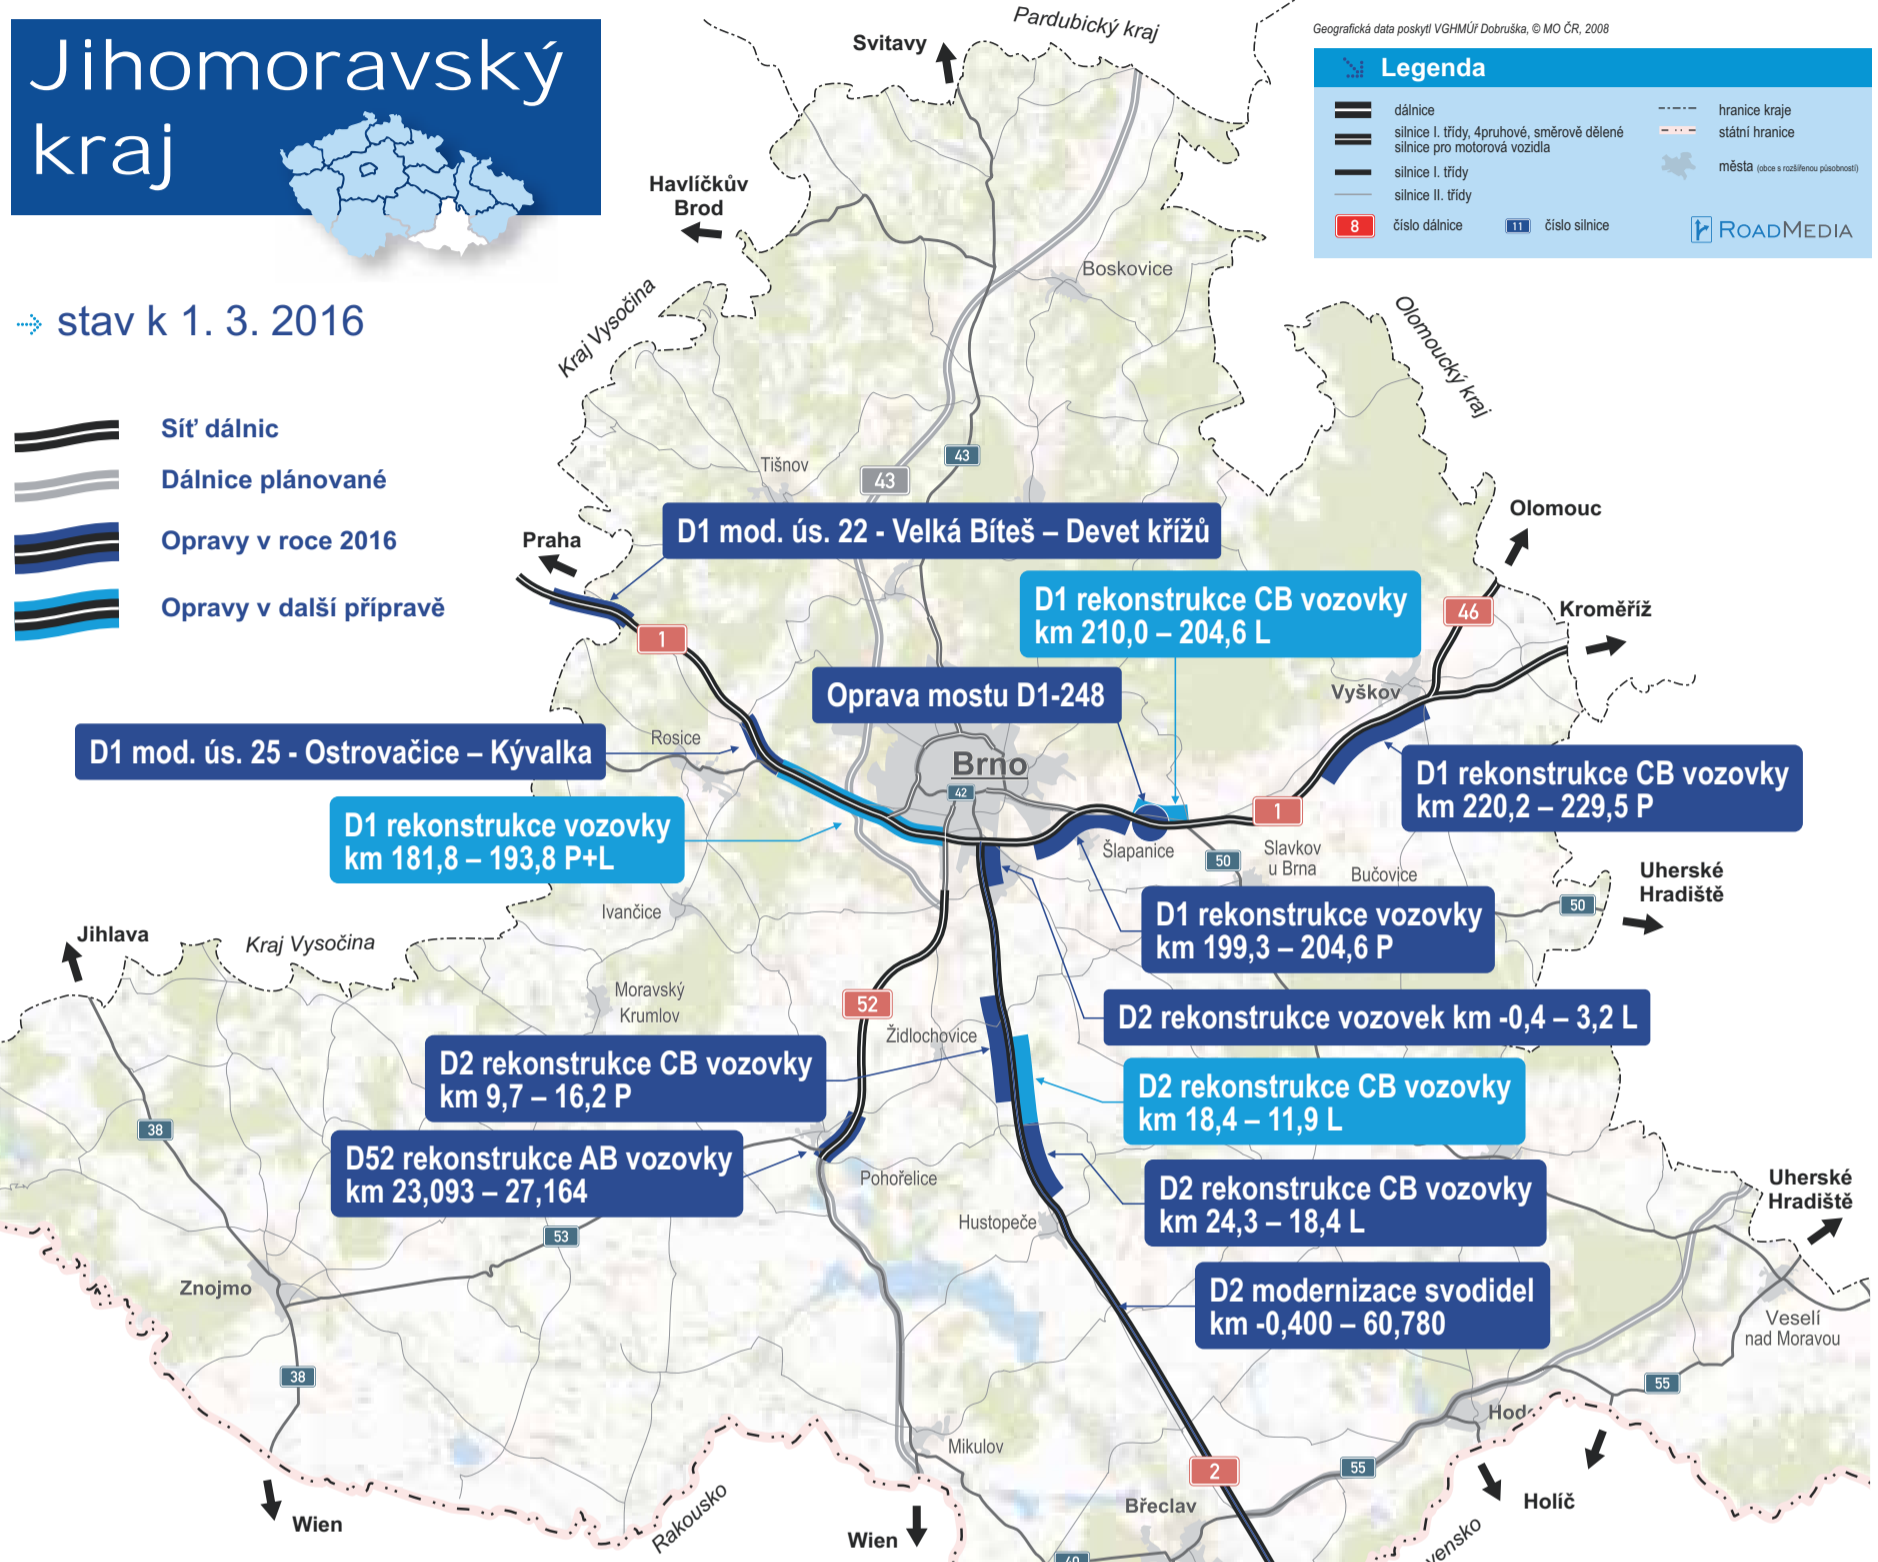 Jihomoravský
kraj
stav k 1. 3. 2016
Síť dálnic
Dálnice plánované
Opravy v roce 2016
Opravy v další přípravě
Geografická data poskytl VGHMÚř Dobruška, © MO ČR, 2008
Legenda
dálnice
silnice I. třídy, 4pruhové, směrově dělené
silnice pro motorová vozidla
silnice I. třídy
silnice II. třídy
8 číslo dálnice
11 číslo silnice
hranice kraje
státní hranice
města (obce s rozšířenou působností)
ROADMEDIA
Pardubický kraj
Svitavy
Havlíčkův
Brod
Kraj Vysočina
Boskovice
Olomoucký kraj
Tišnov
43
43
Praha
D1 mod. ús. 22 - Velká Bíteš – Devet křížů
Olomouc
D1 rekonstrukce CB vozovky
km 210,0 – 204,6 L
46
Kroměříž
1
Oprava mostu D1-248
Vyškov
D1 mod. ús. 25 - Ostrovačice – Kývalka
Rosice
Brno
42
D1 rekonstrukce CB vozovky
km 220,2 – 229,5 P
D1 rekonstrukce vozovky
km 181,8 – 193,8 P+L
1
Šlapanice
50
Slavkov
u Brna
Bučovice
Uherské
Hradiště
50
Ivančice
D1 rekonstrukce vozovky
km 199,3 – 204,6 P
Jihlava
Kraj Vysočina
Moravský
Krumlov
52
Židlochovice
D2 rekonstrukce vozovek km -0,4 – 3,2 L
D2 rekonstrukce CB vozovky
km 9,7 – 16,2 P
D2 rekonstrukce CB vozovky
km 18,4 – 11,9 L
38
D52 rekonstrukce AB vozovky
km 23,093 – 27,164
Pohořelice
D2 rekonstrukce CB vozovky
km 24,3 – 18,4 L
Uherské
Hradiště
Hustopeče
53
Znojmo
D2 modernizace svodidel
km -0,400 – 60,780
Veselí
nad Moravou
38
55
Hod
Mikulov
2
55
Břeclav
Holíč
Wien
Rakousko
Wien
vensko